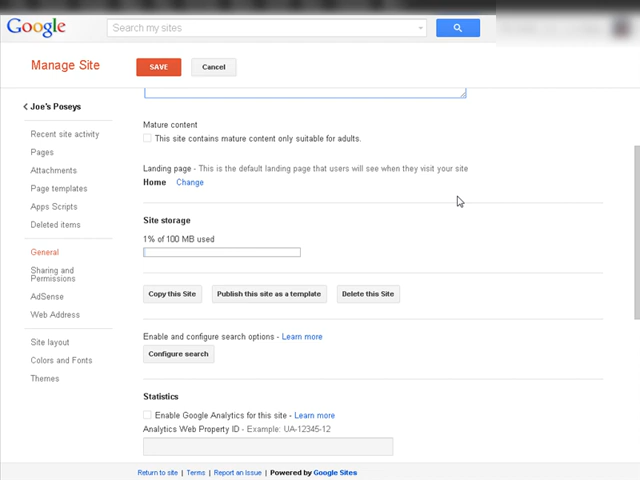 Google
Search my sites
Manage Site
SAVE
Cancel
Joe's Poseys
Recent site activity
Pages
Attachments
Page templates
Apps Scripts
Deleted items
General
Sharing and
Permissions
AdSense
Web Address
Site layout
Colors and Fonts
Themes
Mature content
This site contains mature content only suitable for adults.
Landing page - This is the default landing page that users will see when they visit your site
Home Change
Site storage
1% of 100 MB used
Copy this Site
Publish this site as a template
Delete this Site
Enable and configure search options - Learn more
Configure search
Statistics
Enable Google Analytics for this site - Learn more
Analytics Web Property ID - Example: UA-12345-12
Return to site | Terms | Report an Issue | Powered by Google Sites